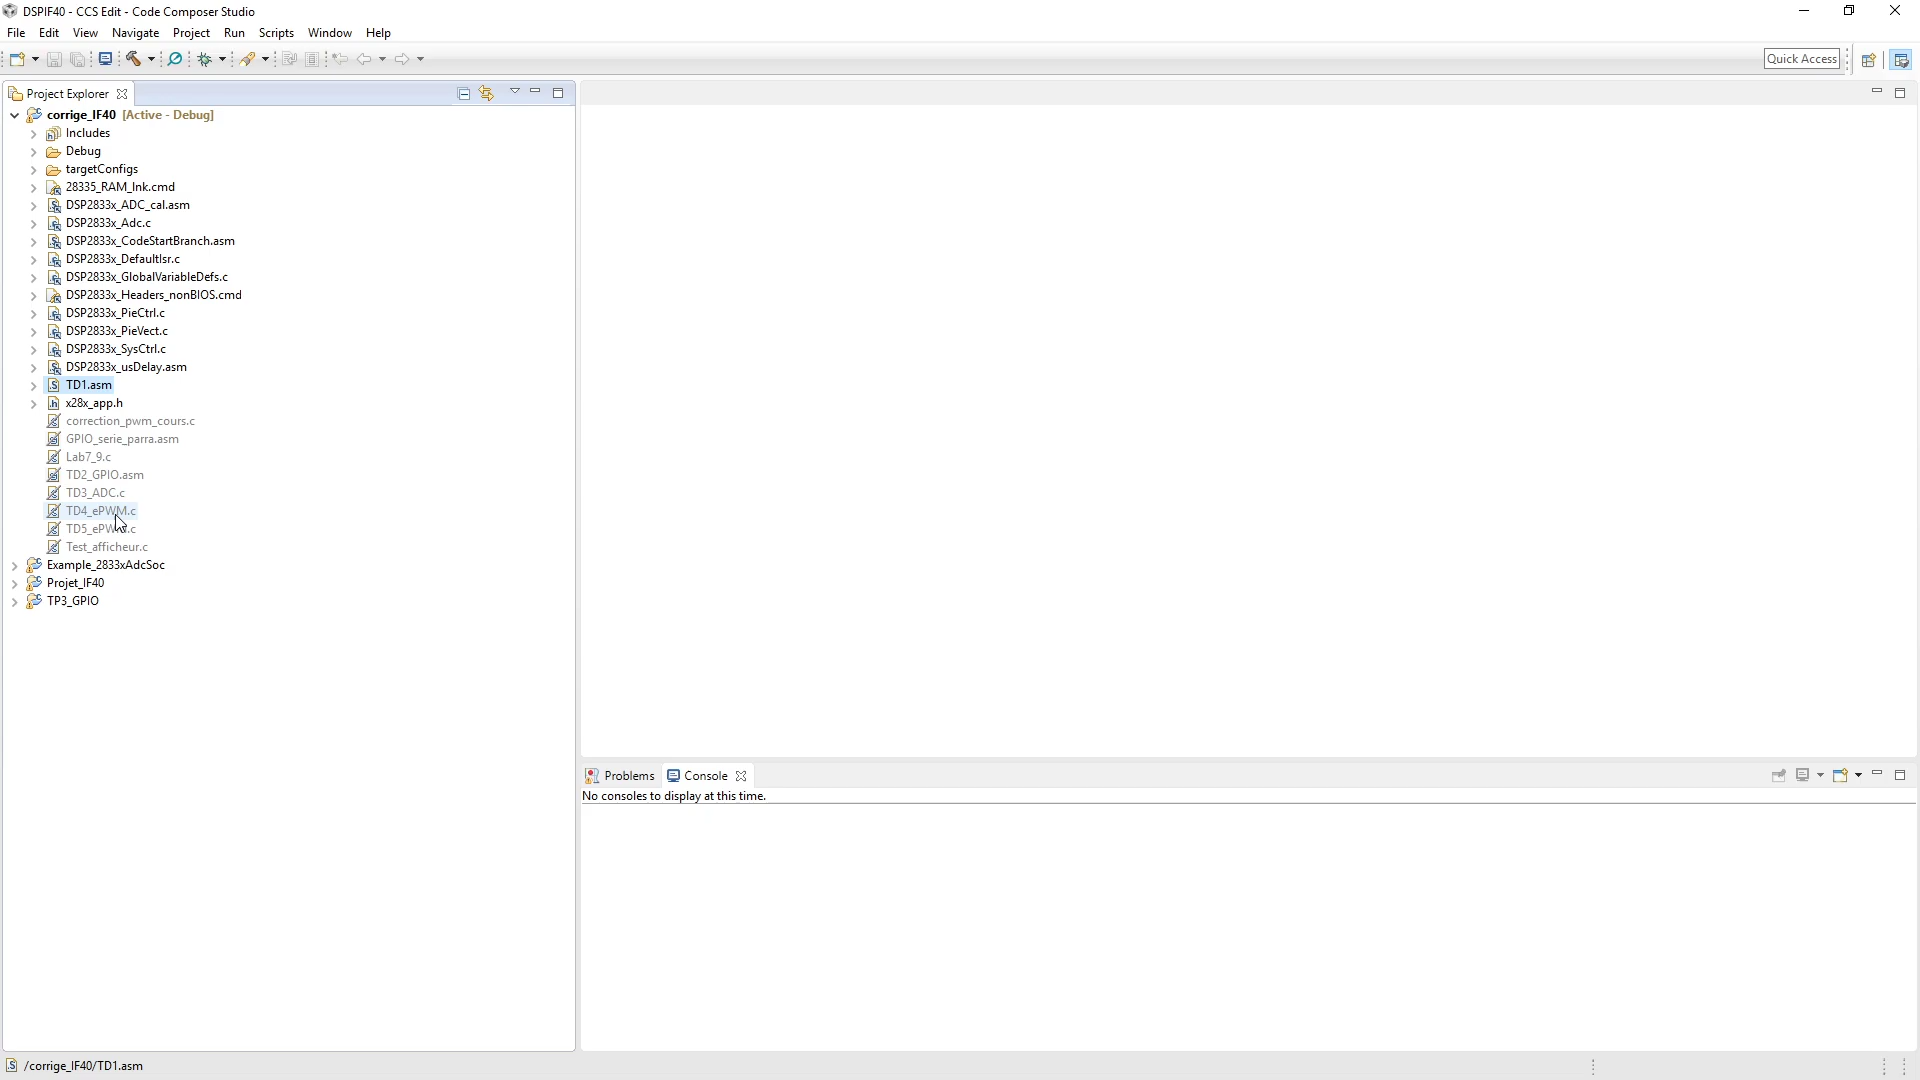 DSPIF40 - CCS Edit - Code Composer Studio
File Edit View Navigate Project Run Scripts Window Help
Quick Access
Project Explorer
corrige_IF40 [Active - Debug]
Includes
Debug
targetConfigs
28335_RAM_lnk.cmd
DSP2833x_ADC_cal.asm
DSP2833x_Adc.c
DSP2833x_CodeStartBranch.asm
DSP2833x_DefaultIsr.c
DSP2833x_GlobalVariableDefs.c
DSP2833x_Headers_nonBIOS.cmd
DSP2833x_PieCtrl.c
DSP2833x_PieVect.c
DSP2833x_SysCtrl.c
DSP2833x_usDelay.asm
TD1.asm
x28x_app.h
correction_pwm_cours.c
GPIO_serie_parra.asm
Lab7_9.c
TD2_GPIO.asm
TD3_ADC.c
TD4_ePWM.c
TD5_ePWM.c
Test_afficheur.c
Example_2833xAdcSoc
Projet_IF40
TP3_GPIO
Problems Console
No consoles to display at this time.
/corrige_IF40/TD1.asm